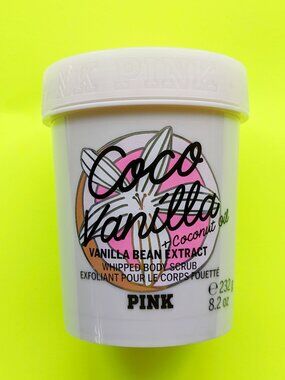 PINK PINK
Coco
Vanilla
+ Coconut oil
VANILLA BEAN EXTRACT
WHIPPED BODY SCRUB
EXFOLIANT POUR LE CORPS FOUETTÉ
PINK
℮ 232 g
8.2 oz